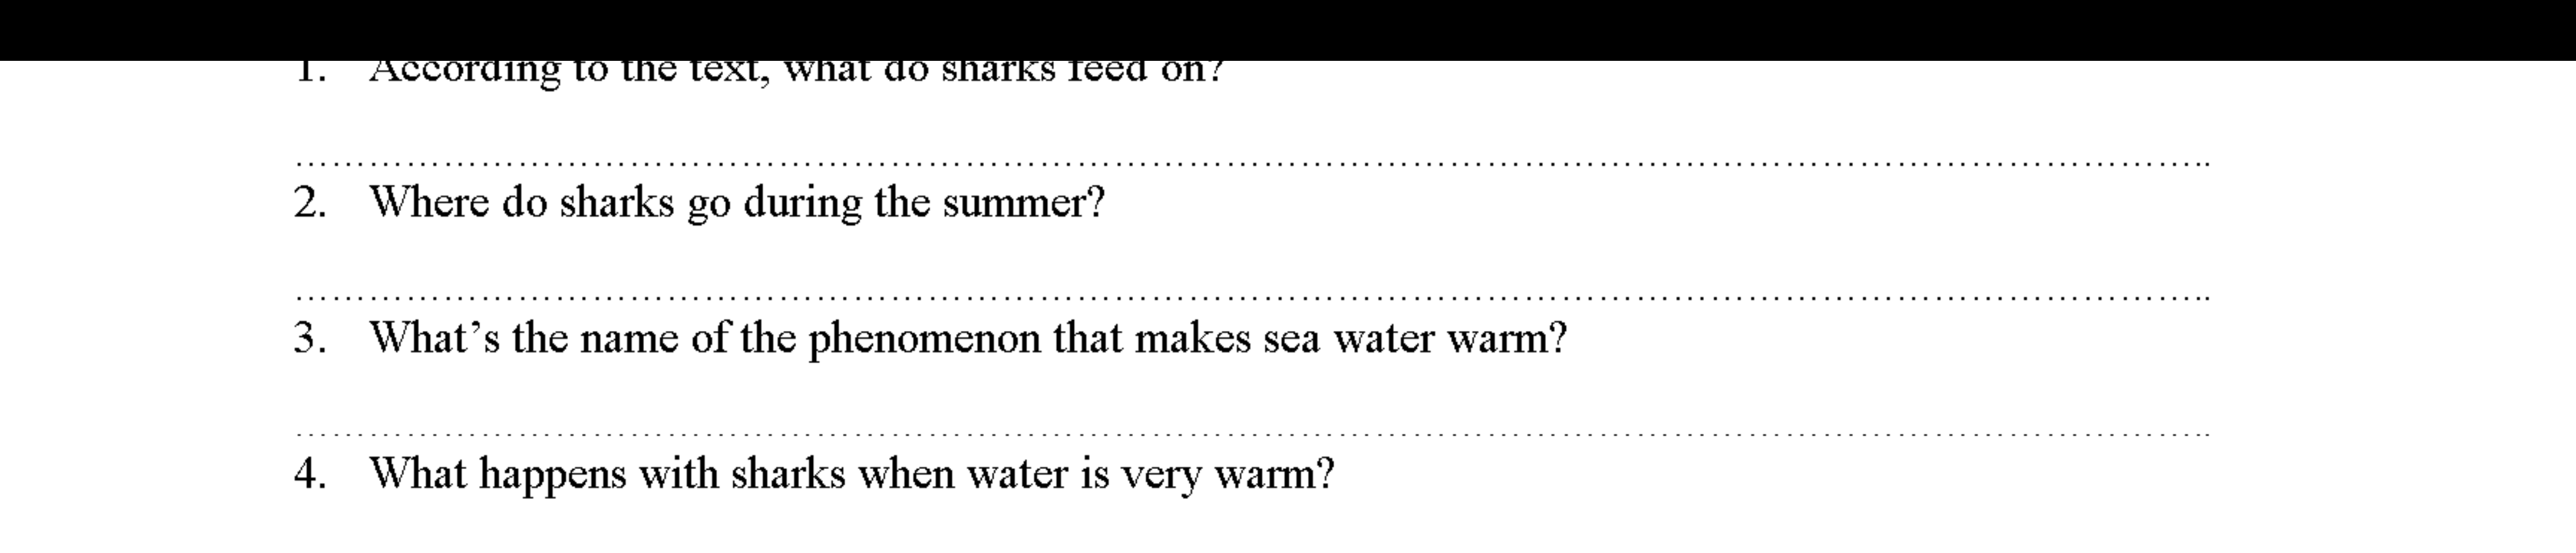 1. According to the text, what do sharks feed on?
……………………………………………………………………………………………………..
2. Where do sharks go during the summer?
……………………………………………………………………………………………………..
3. What’s the name of the phenomenon that makes sea water warm?
……………………………………………………………………………………………………..
4. What happens with sharks when water is very warm?